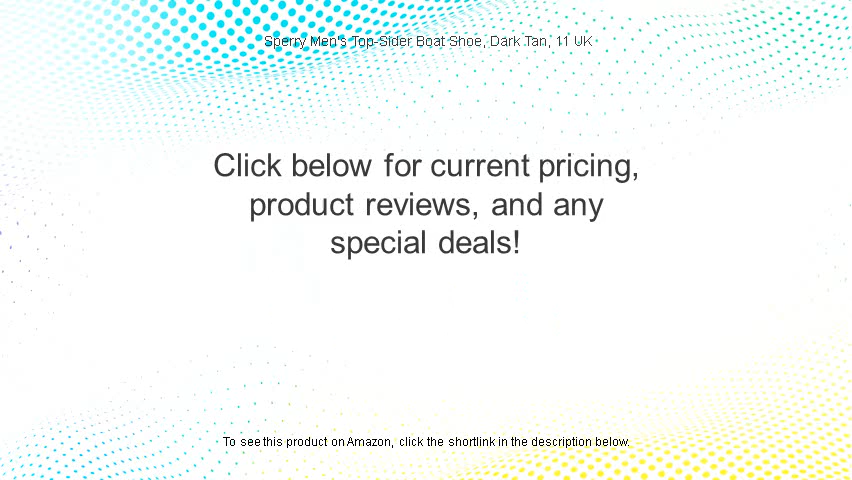 Sperry Men's Top-Sider Boat Shoe, Dark Tan, 11 UK
Click below for current pricing,
product reviews, and any
special deals!
To see this product on Amazon, click the shortlink in the description below.